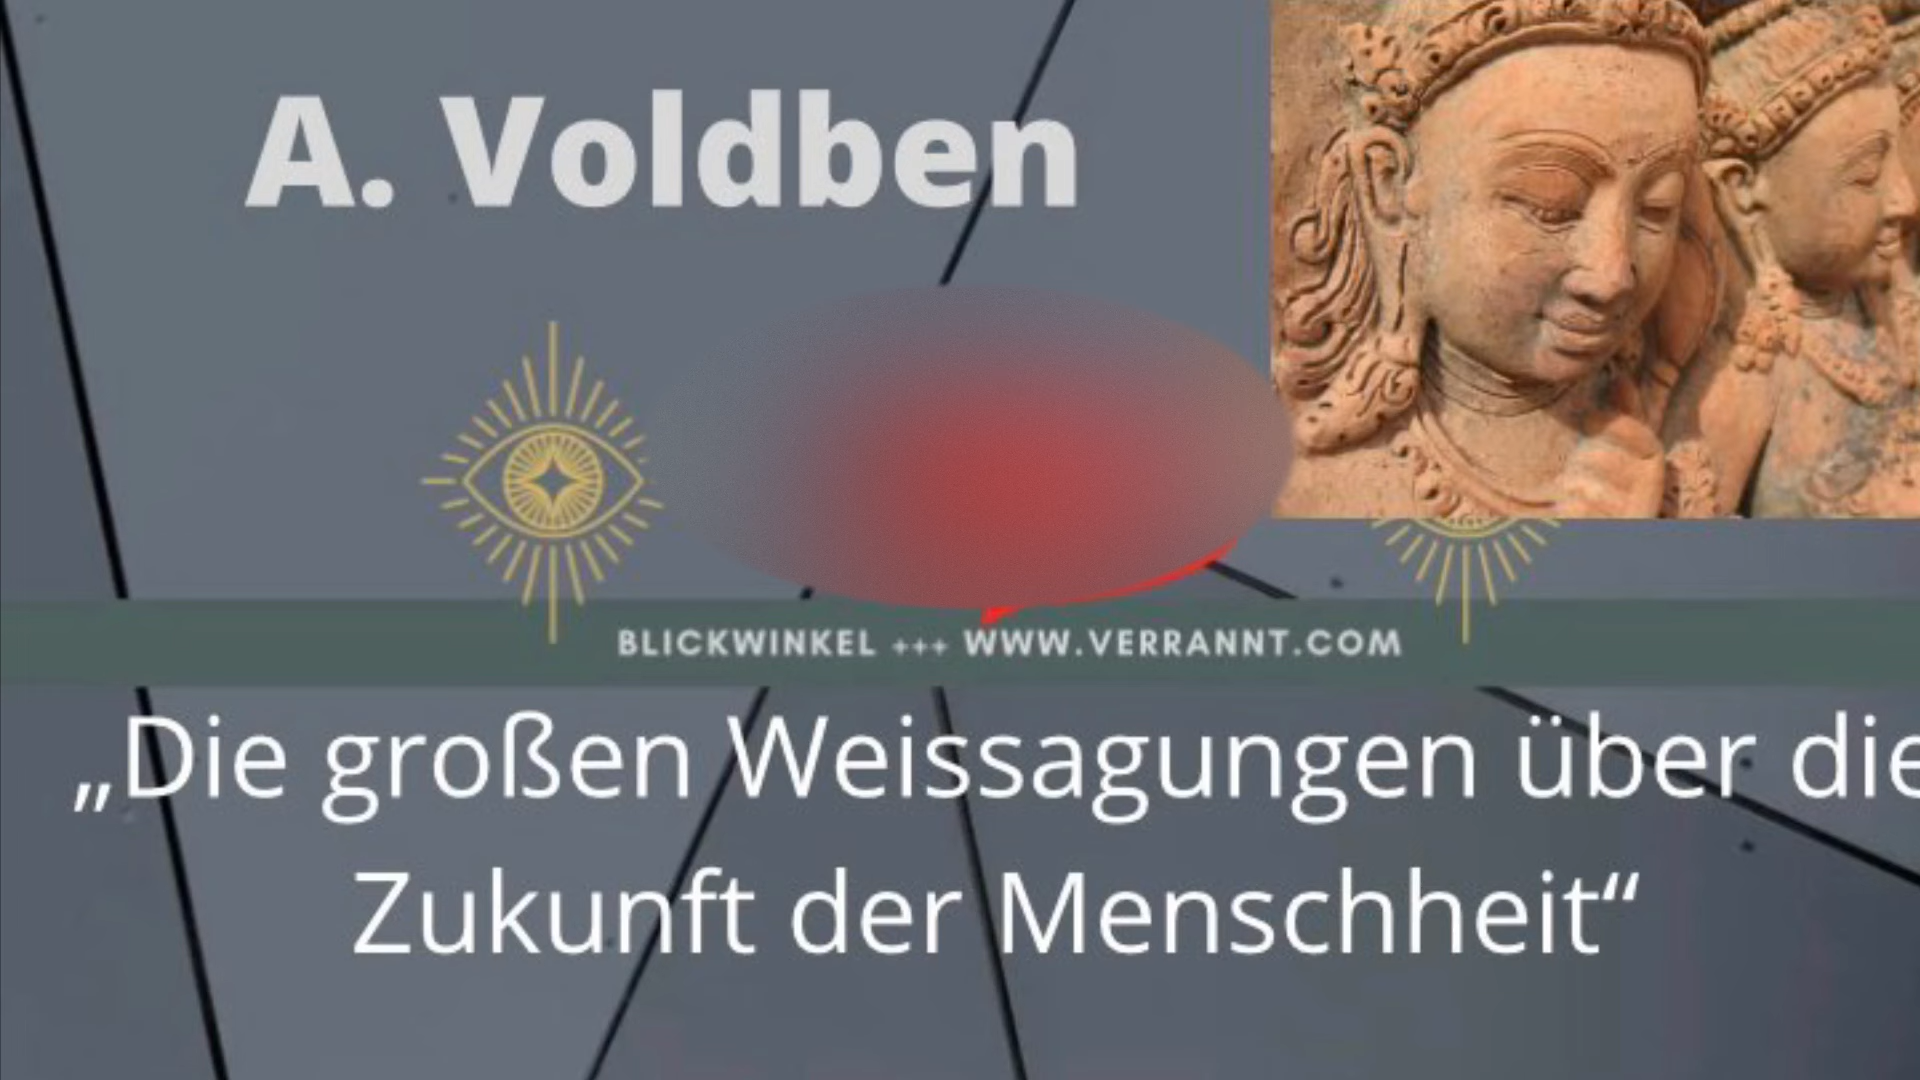 A. Voldben
BLICKWINKEL +++ WWW.VERRANNT.COM
„Die großen Weissagungen über die
Zukunft der Menschheit“